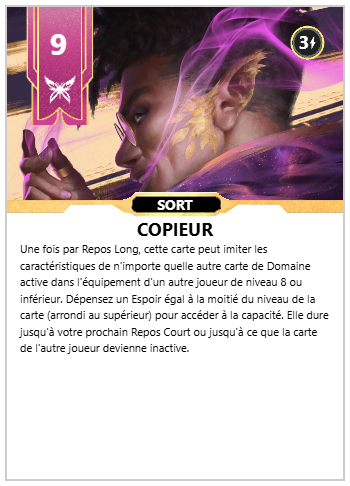 9
3
SORT
COPIEUR
Une fois par Repos Long, cette carte peut imiter les
caractéristiques de n'importe quelle autre carte de Domaine
active dans l'équipement d'un autre joueur de niveau 8 ou
inférieur. Dépensez un Espoir égal à la moitié du niveau de la
carte (arrondi au supérieur) pour accéder à la capacité. Elle dure
jusqu'à votre prochain Repos Court ou jusqu'à ce que la carte
de l'autre joueur devienne inactive.